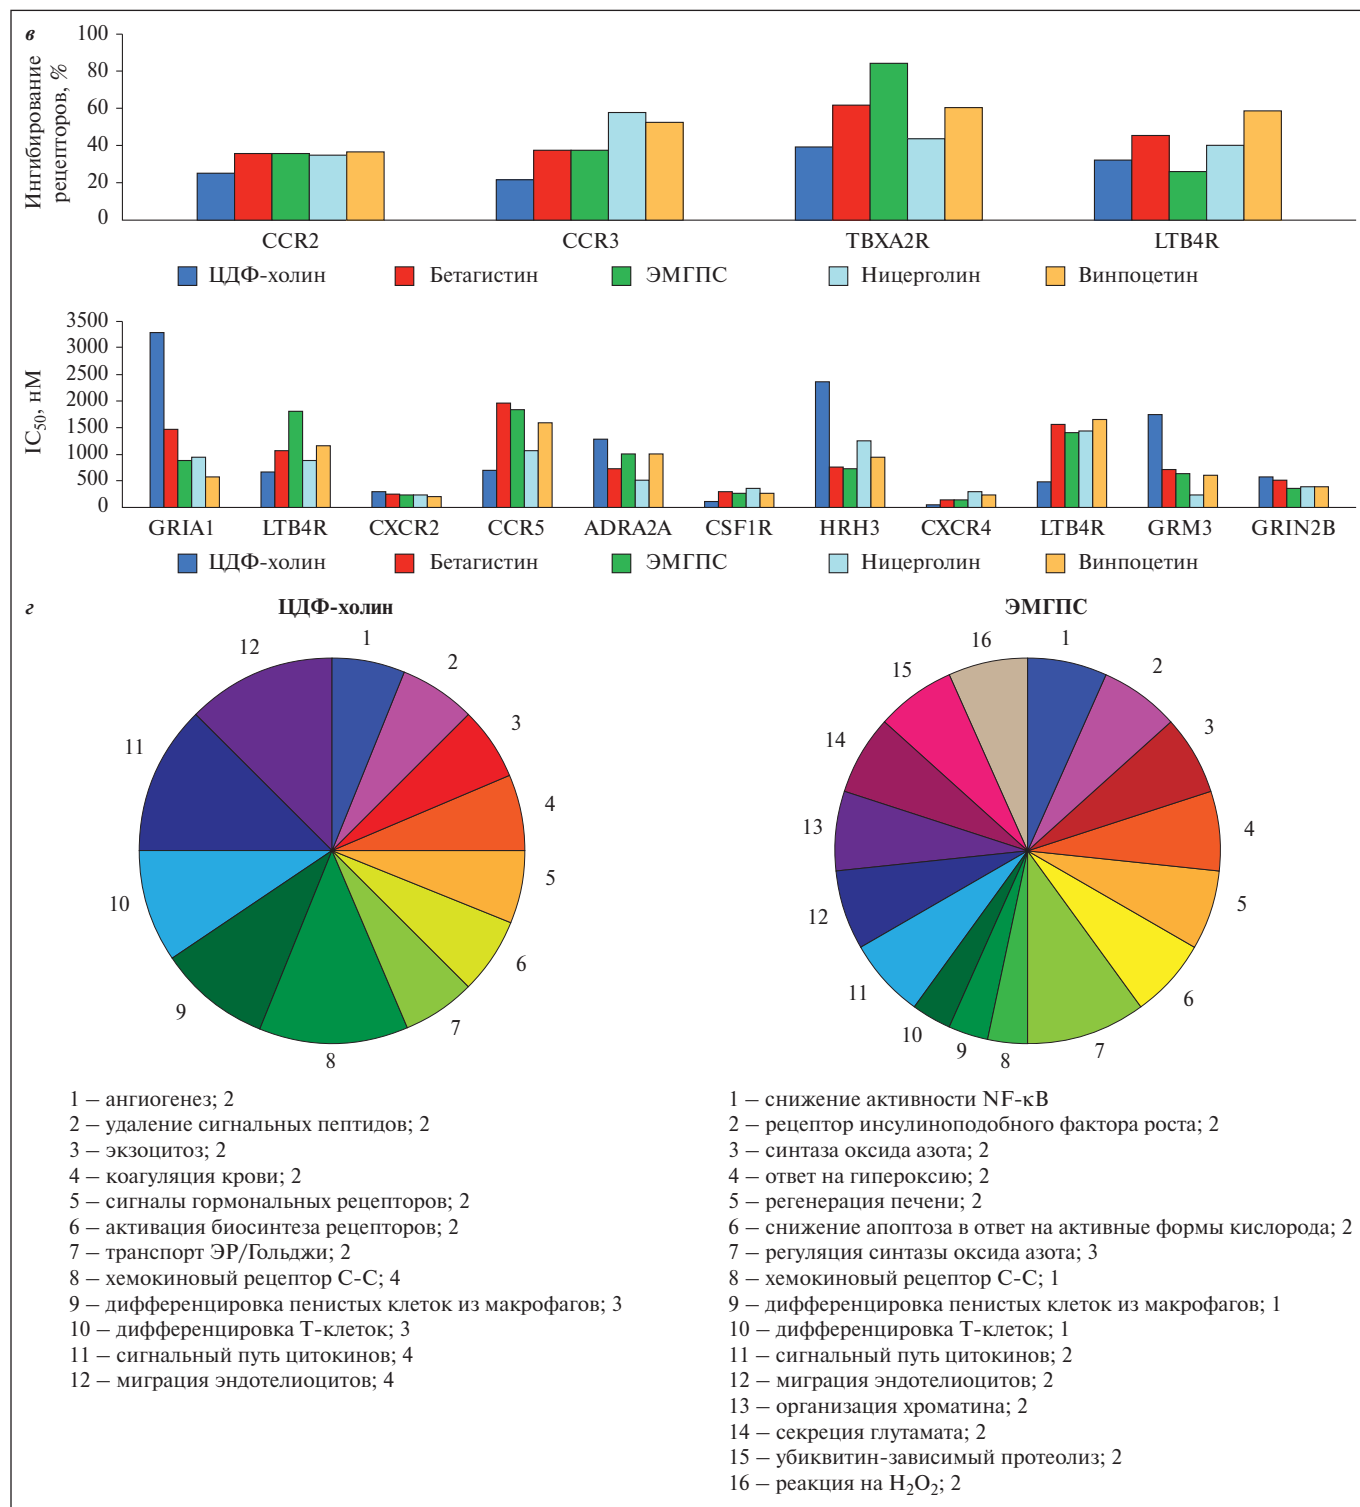 в
Ингибирование
рецепторов, %
100
80
60
40
20
0
CCR2 CCR3 TBXA2R LTB4R
ЦДФ-холин Бетагистин ЭМГПС Ницерголин Винпоцетин
IC50, нМ
3500
3000
2500
2000
1500
1000
500
0
GRIA1 LTB4R CXCR2 CCR5 ADRA2A CSF1R HRH3 CXCR4 LTB4R GRM3 GRIN2B
ЦДФ-холин Бетагистин ЭМГПС Ницерголин Винпоцетин
г
ЦДФ-холин
1
2
3
4
5
6
7
8
9
10
11
12
1 – ангиогенез; 2
2 – удаление сигнальных пептидов; 2
3 – экзоцитоз; 2
4 – коагуляция крови; 2
5 – сигналы гормональных рецепторов; 2
6 – активация биосинтеза рецепторов; 2
7 – транспорт ЭР/Гольджи; 2
8 – хемокиновый рецептор C-C; 4
9 – дифференцировка пенистых клеток из макрофагов; 3
10 – дифференцировка Т-клеток; 3
11 – сигнальный путь цитокинов; 4
12 – миграция эндотелиоцитов; 4
ЭМГПС
1
2
3
4
5
6
7
8
9
10
11
12
13
14
15
16
1 – снижение активности NF-κB
2 – рецептор инсулиноподобного фактора роста; 2
3 – синтаза оксида азота; 2
4 – ответ на гипероксию; 2
5 – регенерация печени; 2
6 – снижение апоптоза в ответ на активные формы кислорода; 2
7 – регуляция синтазы оксида азота; 3
8 – хемокиновый рецептор C-C; 1
9 – дифференцировка пенистых клеток из макрофагов; 1
10 – дифференцировка Т-клеток; 1
11 – сигнальный путь цитокинов; 2
12 – миграция эндотелиоцитов; 2
13 – организация хроматина; 2
14 – секреция глутамата; 2
15 – убиквитин-зависимый протеолиз; 2
16 – реакция на H2O2; 2